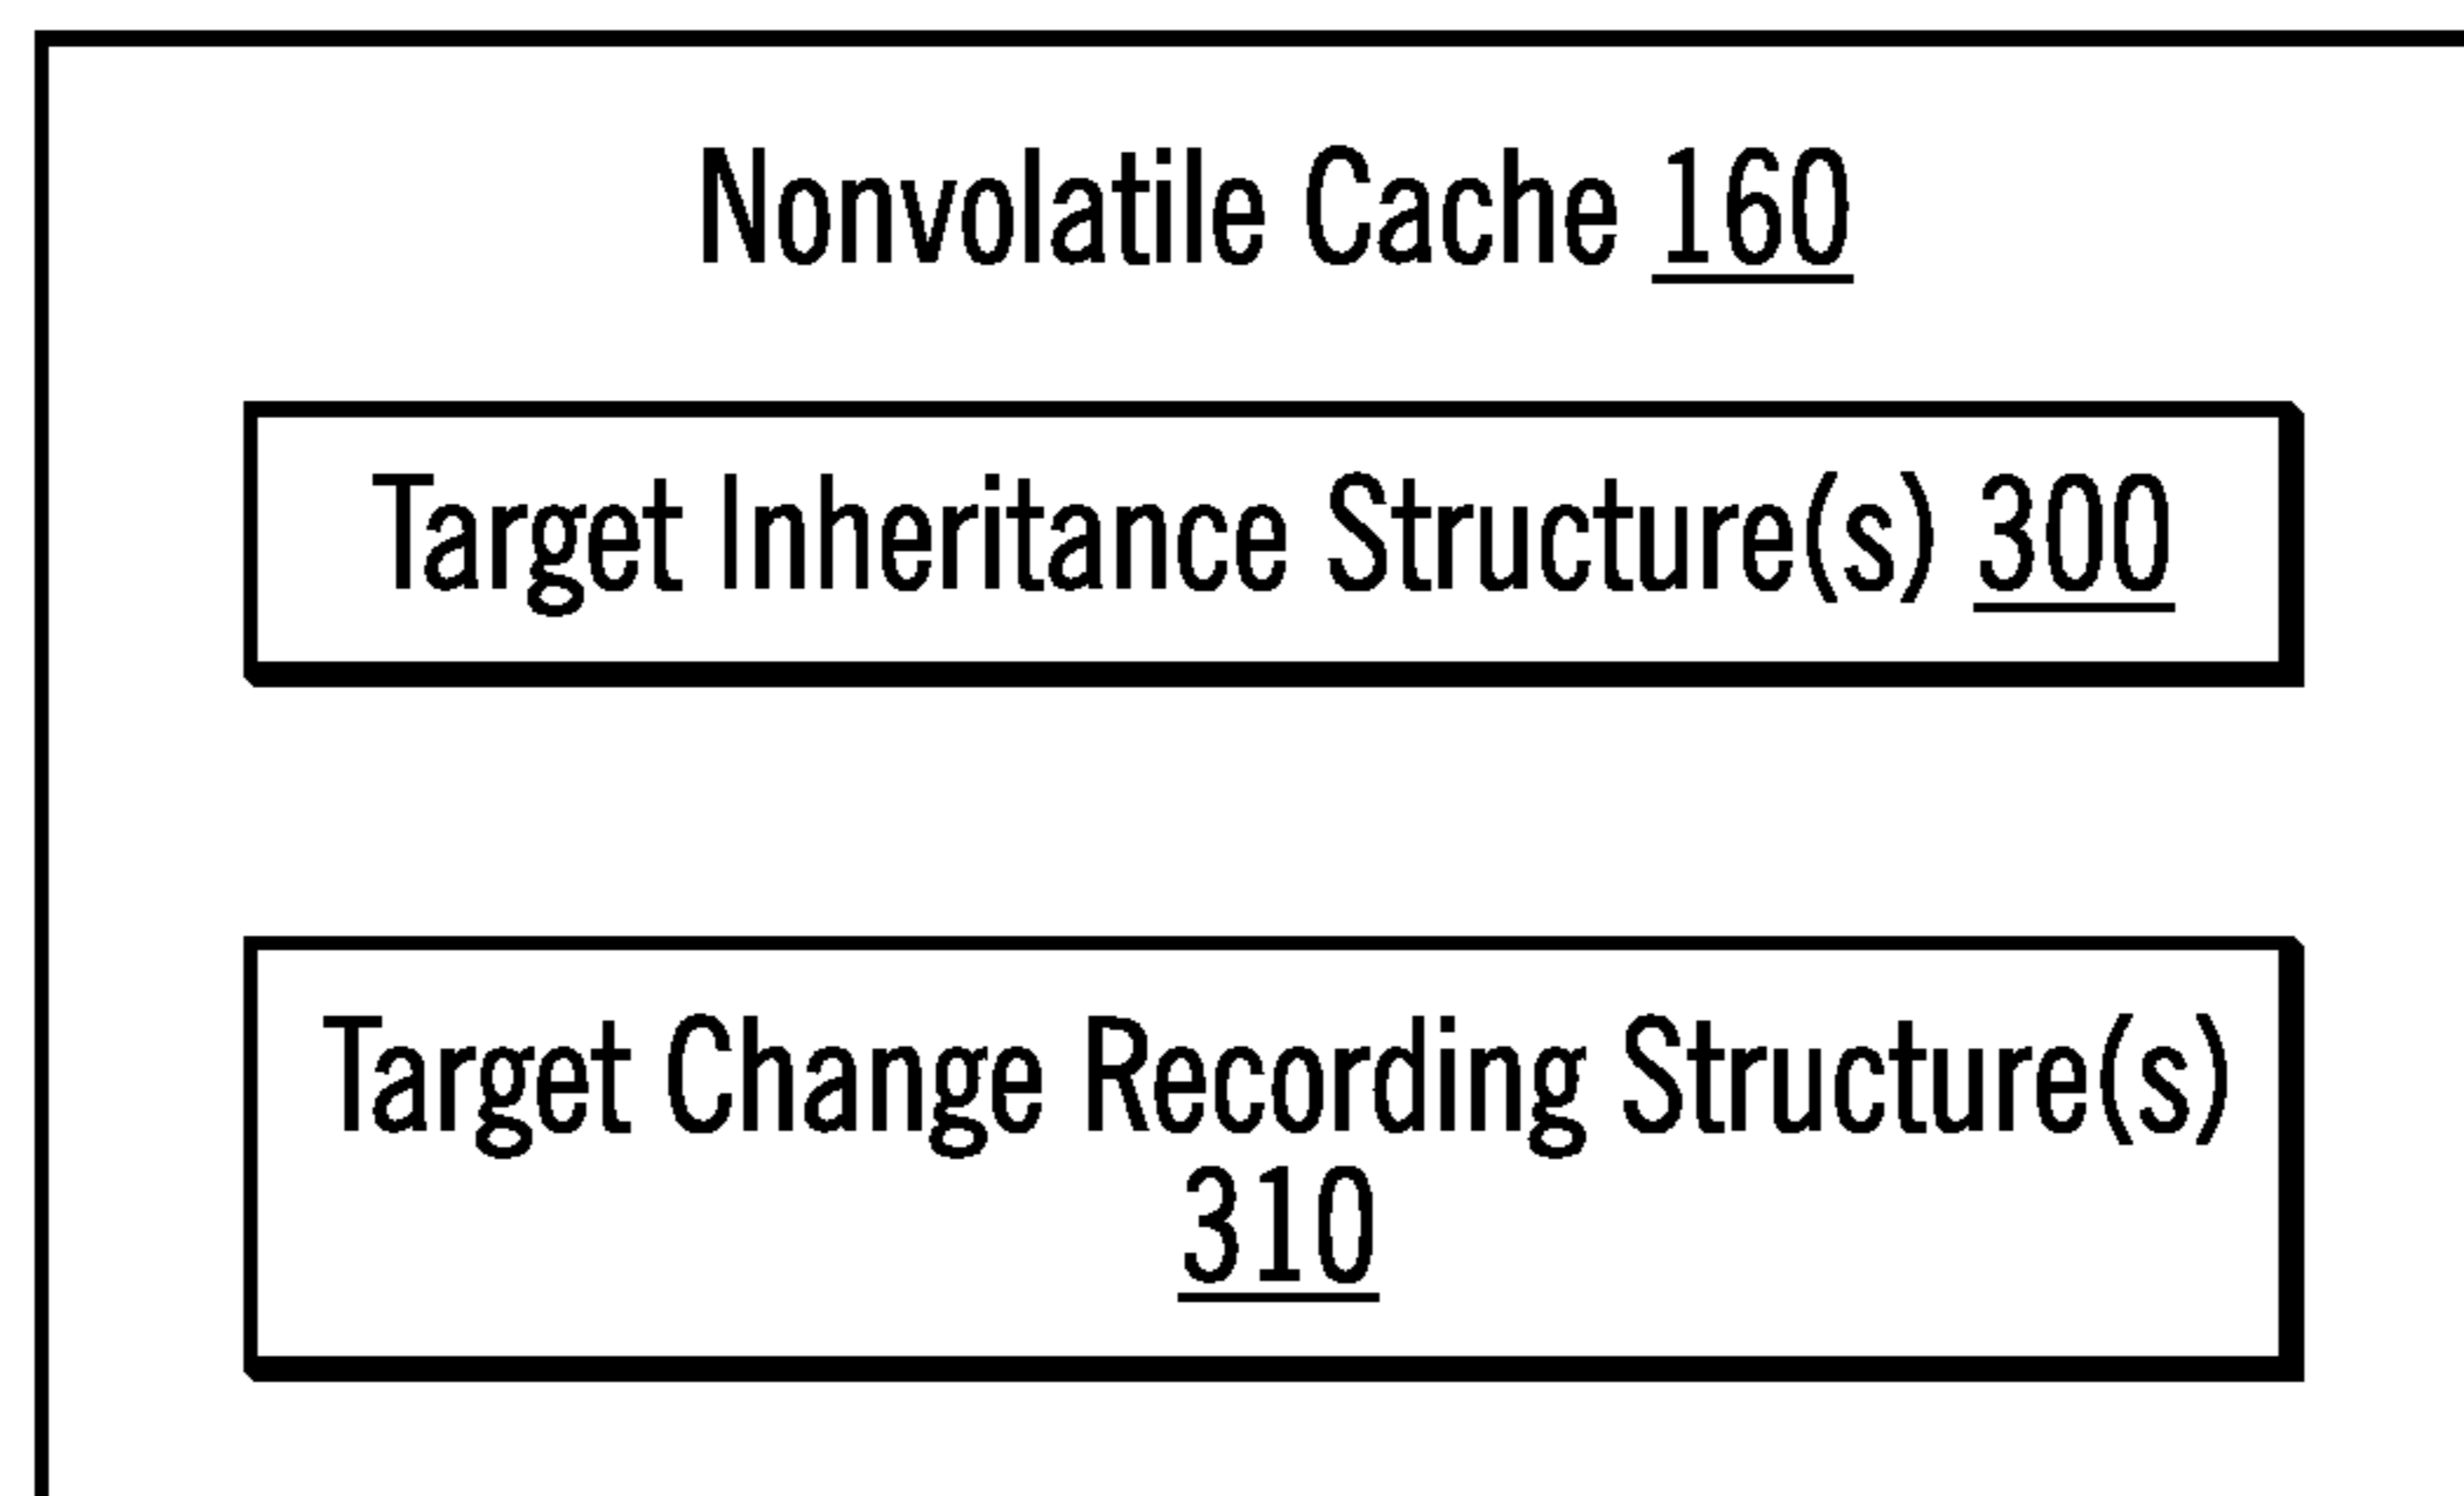 Nonvolatile Cache 160
Target Inheritance Structure(s) 300
Target Change Recording Structure(s)
310